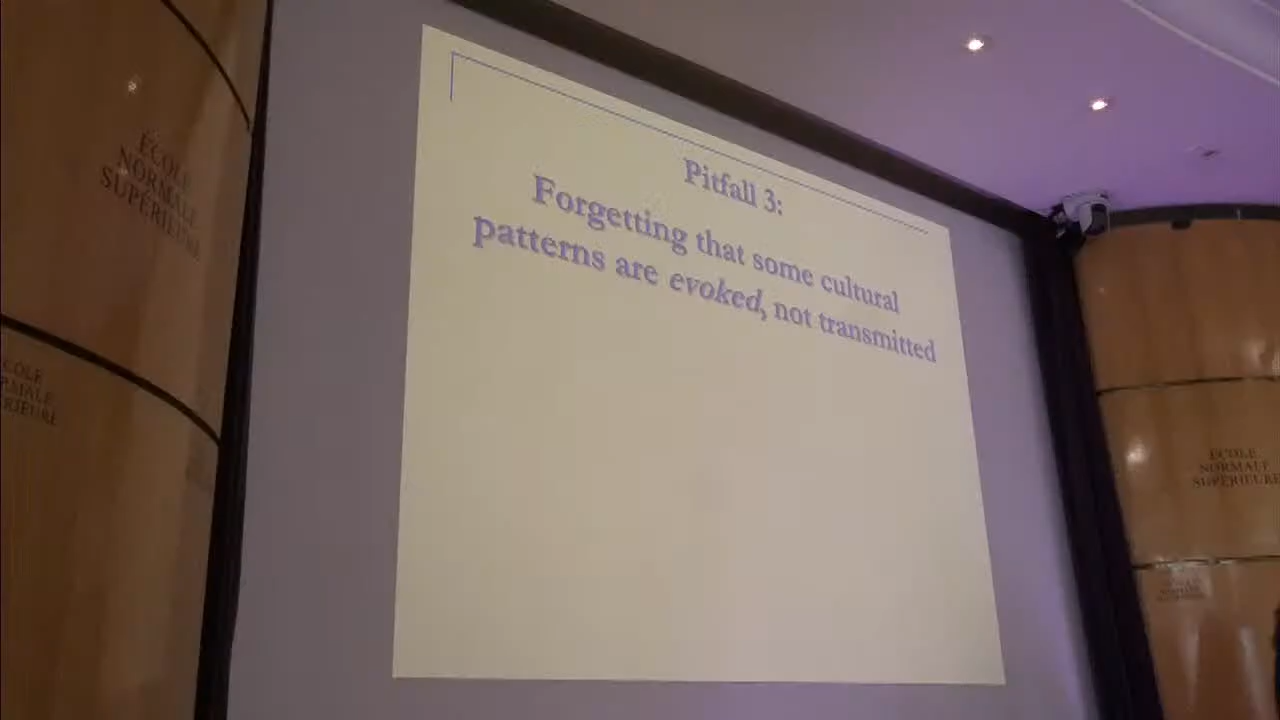 Pitfall 3:
Forgetting that some cultural
patterns are evoked, not transmitted
ÉCOLE
NORMALE
SUPÉRIEURE
ÉCOLE
NORMALE
SUPÉRIEURE